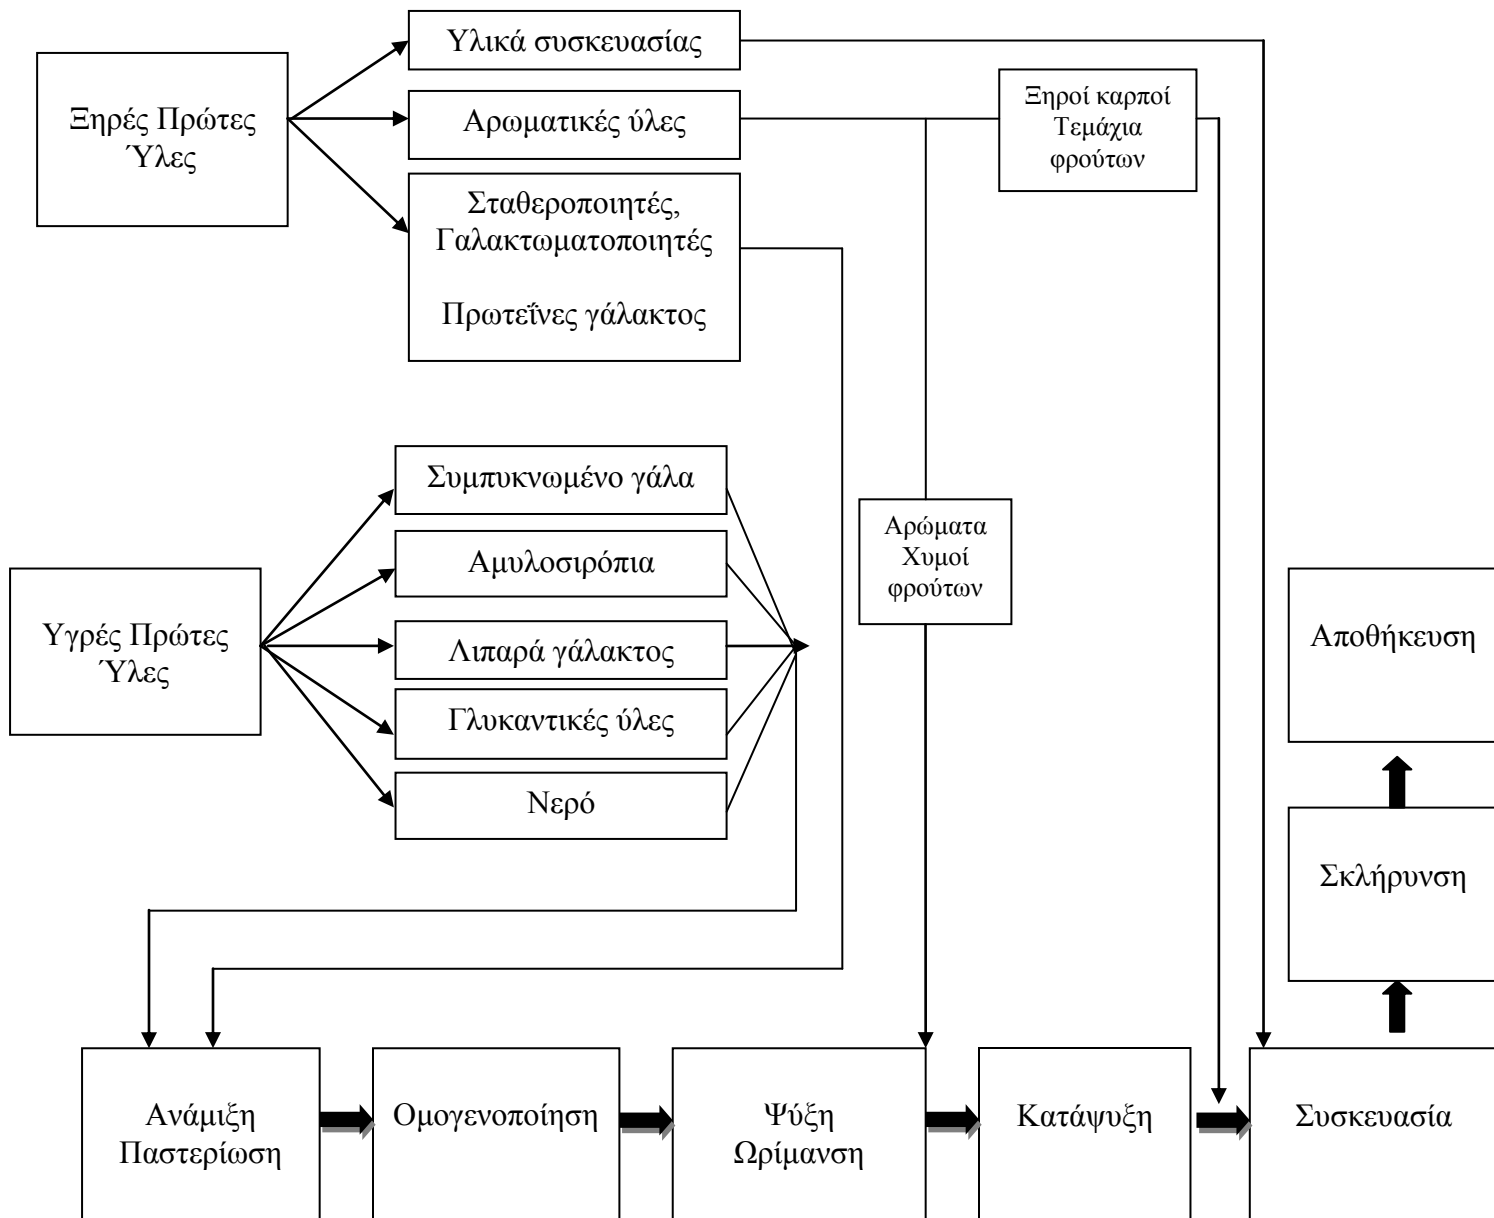 Υλικά συσκευασίας
Ξηρές Πρώτες
Ύλες
Αρωματικές ύλες
Ξηροί καρποί
Τεμάχια
φρούτων
Σταθεροποιητές,
Γαλακτωματοποιητές
Πρωτεΐνες γάλακτος
Συμπυκνωμένο γάλα
Αμυλοσιρόπια
Υγρές Πρώτες
Ύλες
Λιπαρά γάλακτος
Γλυκαντικές ύλες
Νερό
Αρώματα
Χυμοί
φρούτων
Αποθήκευση
Σκλήρυνση
Ανάμιξη
Παστερίωση
Ομογενοποίηση
Ψύξη
Ωρίμανση
Κατάψυξη
Συσκευασία